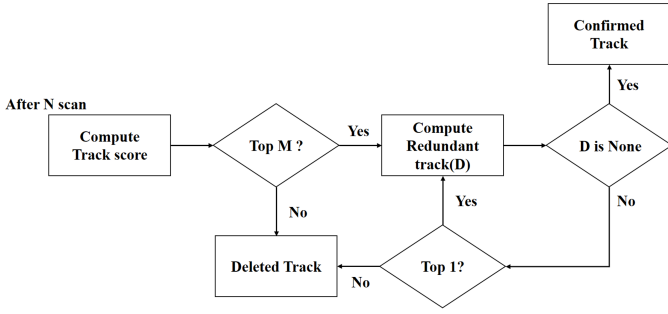 Confirmed
Track
Yes
After N scan
Compute
Track score
Top M ?
Yes
Compute
Redundant
track(D)
D is None
No
Yes
No
Deleted Track
No
Top 1?